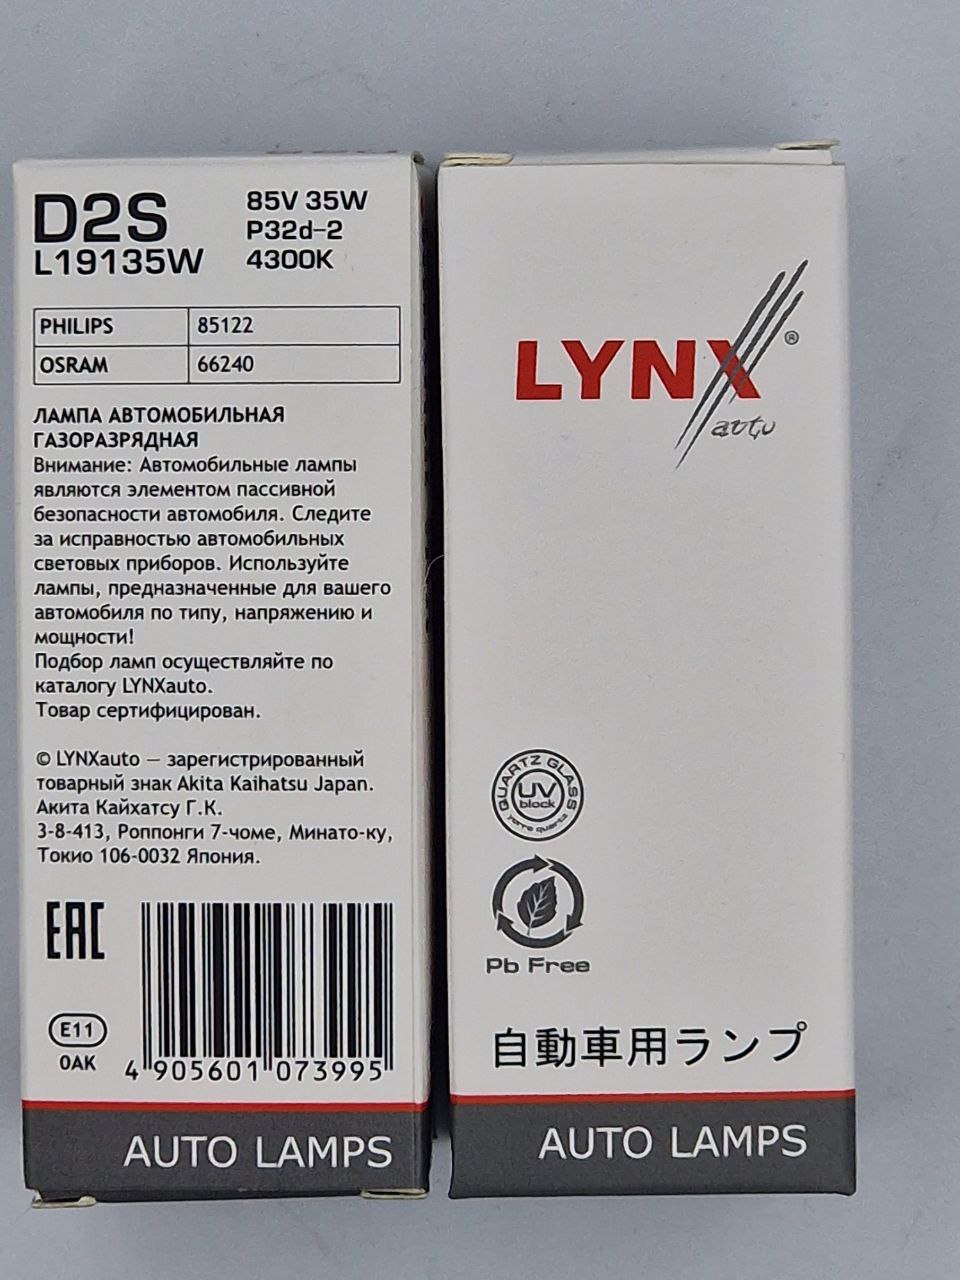 D2S
L19135W
85V 35W
P32d-2
4300K
PHILIPS 85122
OSRAM 66240
ЛАМПА АВТОМОБИЛЬНАЯ
ГАЗОРАЗРЯДНАЯ
Внимание: Автомобильные лампы
являются элементом пассивной
безопасности автомобиля. Следите
за исправностью автомобильных
световых приборов. Используйте
лампы, предназначенные для вашего
автомобиля по типу, напряжению и
мощности!
Подбор ламп осуществляйте по
каталогу LYNXauto.
Товар сертифицирован.
© LYNXauto — зарегистрированный
товарный знак Akita Kaihatsu Japan.
Акита Кайхатсу Г.К.
3-8-413, Роппонги 7-чоме, Минато-ку,
Токио 106-0032 Япония.
EAC
E11
0AK
4 905601 073995
AUTO LAMPS
LYNX®
auto
QUARTZ GLASS
UV
block
quartz
Pb Free
自動車用ランプ
AUTO LAMPS